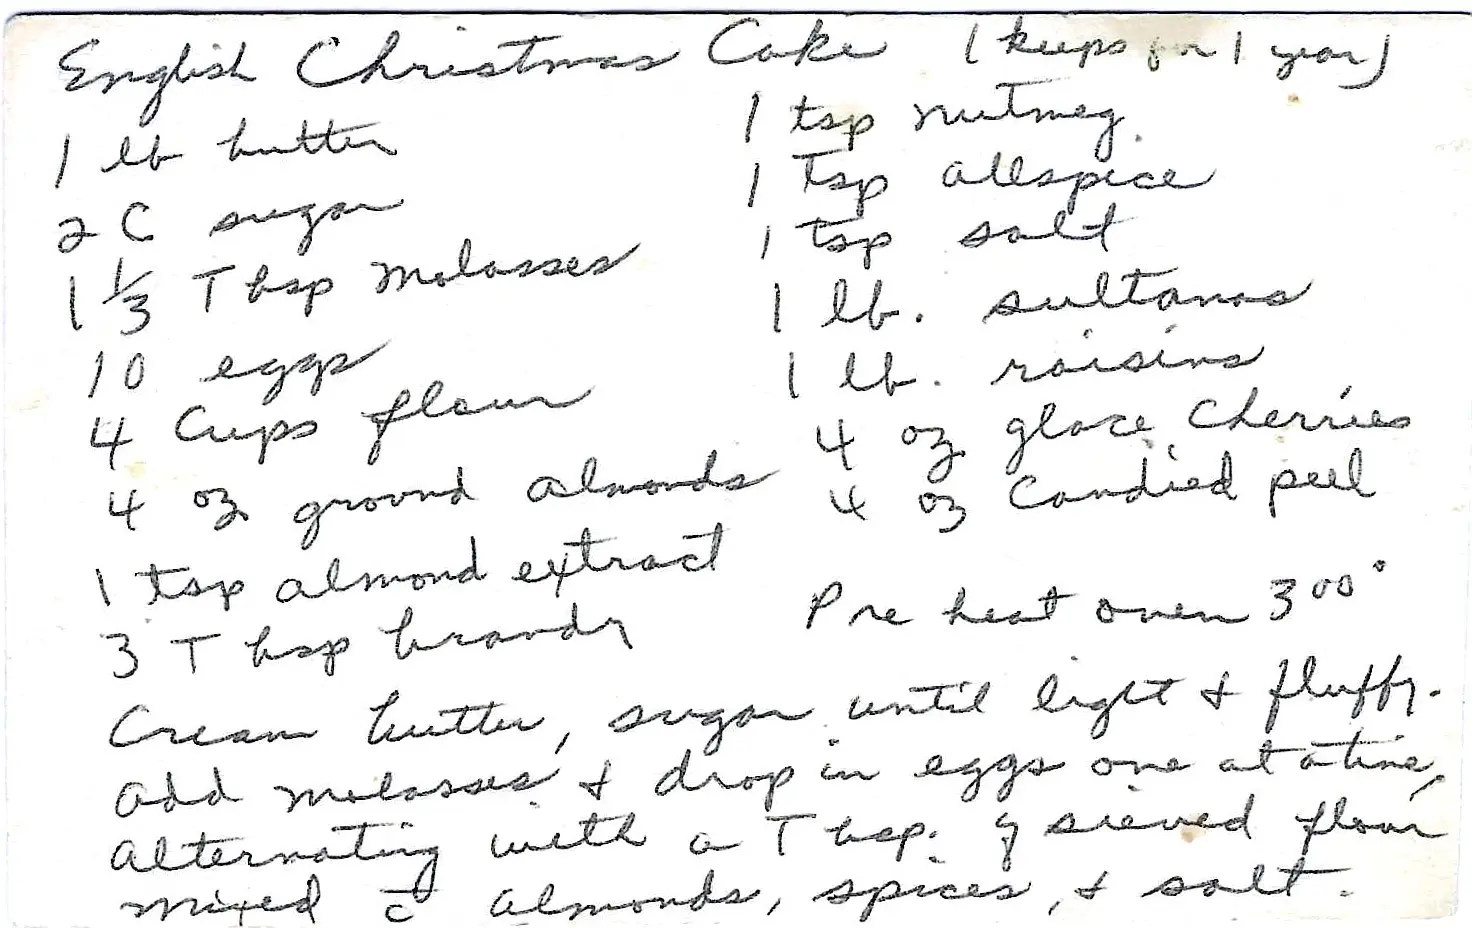 English Christmas Cake (keeps for 1 year)
1 lb butter
2 C sugar
1 1/3 Tbsp Molasses
10 eggs
4 Cups flour
4 oz ground almonds
1 tsp almond extract
3 Tbsp brandy
1 tsp nutmeg.
1 tsp allspice
1 tsp salt
1 lb. sultanas
1 lb. raisins
4 oz glace Cherries
4 oz Candied peel
Pre heat oven 300°
Cream butter, sugar until light & fluffy.
add molasses & drop in eggs one at a time.
alternating with a Tbsp. of sieved flour
mixed c̄ almonds, spices, & salt.